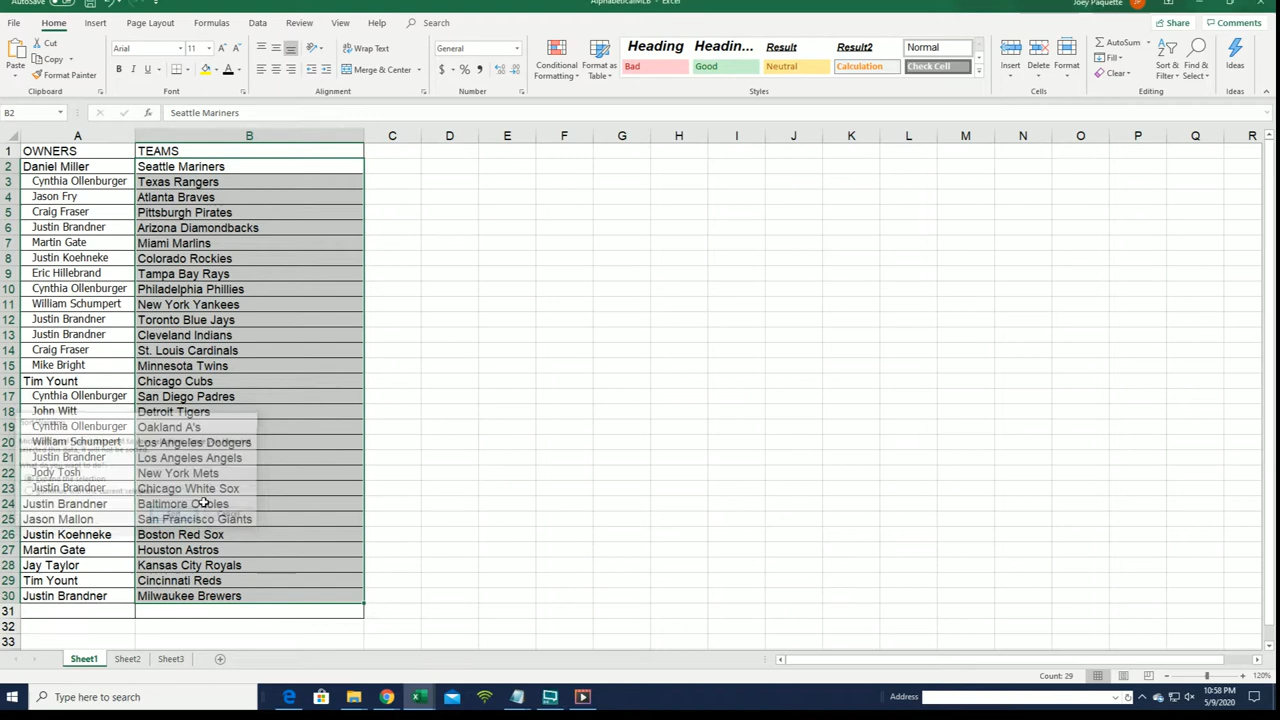 AutoSave
AlphabeticalMLB - Excel
Joey Paquette
JP
File Home Insert Page Layout Formulas Data Review View Help Search
Share Comments
Paste Cut Copy Format Painter
Arial 11
Wrap Text
Merge & Center
General
Conditional Formatting
Format as Table
Heading Headin... Result Result2 Normal
Bad Good Neutral Calculation Check Cell
Insert Delete Format
AutoSum Fill Clear
Sort & Filter
Find & Select
Ideas
Clipboard Font Alignment Number Styles Cells Editing Ideas
B2 Seattle Mariners
A B C D E F G H I J K L M N O P Q R
1 OWNERS TEAMS
2 Daniel Miller Seattle Mariners
3 Cynthia Ollenburger Texas Rangers
4 Jason Fry Atlanta Braves
5 Craig Fraser Pittsburgh Pirates
6 Justin Brandner Arizona Diamondbacks
7 Martin Gate Miami Marlins
8 Justin Koehneke Colorado Rockies
9 Eric Hillebrand Tampa Bay Rays
10 Cynthia Ollenburger Philadelphia Phillies
11 William Schumpert New York Yankees
12 Justin Brandner Toronto Blue Jays
13 Justin Brandner Cleveland Indians
14 Craig Fraser St. Louis Cardinals
15 Mike Bright Minnesota Twins
16 Tim Yount Chicago Cubs
17 Cynthia Ollenburger San Diego Padres
18 John Witt Detroit Tigers
19 Cynthia Ollenburger Oakland A's
20 William Schumpert Los Angeles Dodgers
21 Justin Brandner Los Angeles Angels
22 Jody Tosh New York Mets
23 Justin Brandner Chicago White Sox
24 Justin Brandner Baltimore
25 Jason Mallon San Francisco Giants
26 Justin Koehneke Boston Red Sox
27 Martin Gate Houston Astros
28 Jay Taylor Kansas City Royals
29 Tim Yount Cincinnati Reds
30 Justin Brandner Milwaukee Brewers
31
32
33
Sheet1 Sheet2 Sheet3
Count: 29 120%
Type here to search
Address
10:58 PM
5/9/2020